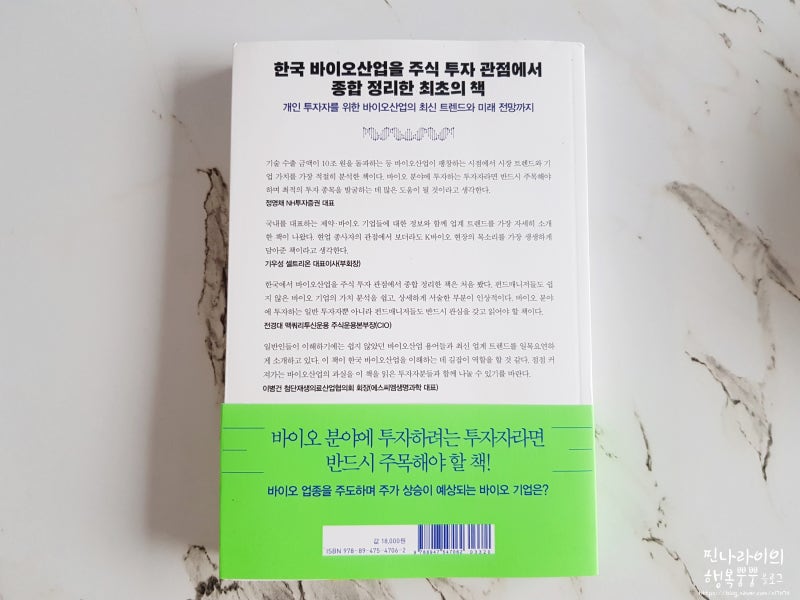 한국 바이오산업을 주식 투자 관점에서
종합 정리한 최초의 책
개인 투자자를 위한 바이오산업의 최신 트렌드와 미래 전망까지
기술 수출 금액이 10조 원을 돌파하는 등 바이오산업이 팽창하는 시점에서 시장 트렌드와 기
업 가치를 가장 적절히 분석한 책이다. 바이오 분야에 투자하는 투자자라면 반드시 주목해야
하며 최적의 투자 종목을 발굴하는 데 많은 도움이 될 것이라고 생각한다.
정영채 NH투자증권 대표
국내를 대표하는 제약·바이오 기업들에 대한 정보와 함께 업계 트렌드를 가장 자세히 소개
한 책이 나왔다. 현업 종사자의 관점에서 보더라도 K바이오 현장의 목소리를 가장 생생하게
담아준 책이라고 생각한다.
기우성 셀트리온 대표이사(부회장)
한국에서 바이오산업을 주식 투자 관점에서 종합 정리한 책은 처음 봤다. 펀드매니저들도 쉽
지 않은 바이오 기업의 가치 분석을 쉽고, 상세하게 서술한 부분이 인상적이다. 바이오 분야
에 투자하는 일반 투자자뿐 아니라 펀드매니저들도 반드시 관심을 갖고 읽어야 할 책이다.
전경대 맥쿼리투신운용 주식운용본부장(CIO)
일반인들이 이해하기에는 쉽지 않았던 바이오산업 용어들과 최신 업계 트렌드를 일목요연하
게 소개하고 있다. 이 책이 한국 바이오산업을 이해하는 데 길잡이 역할을 할 것 같다. 점점 커
져가는 바이오산업의 과실을 이 책을 읽은 투자자분들과 함께 나눌 수 있기를 바란다.
이병건 첨단재생의료산업협의회 회장(에스씨엠생명과학 대표)
바이오 분야에 투자하려는 투자자라면
반드시 주목해야 할 책!
바이오 업종을 주도하며 주가 상승이 예상되는 바이오 기업은?
값 18,000원
ISBN 978-89-475-4706-2
9 788947 547062
03320
찐나라이의
행복뿜뿜 블로그